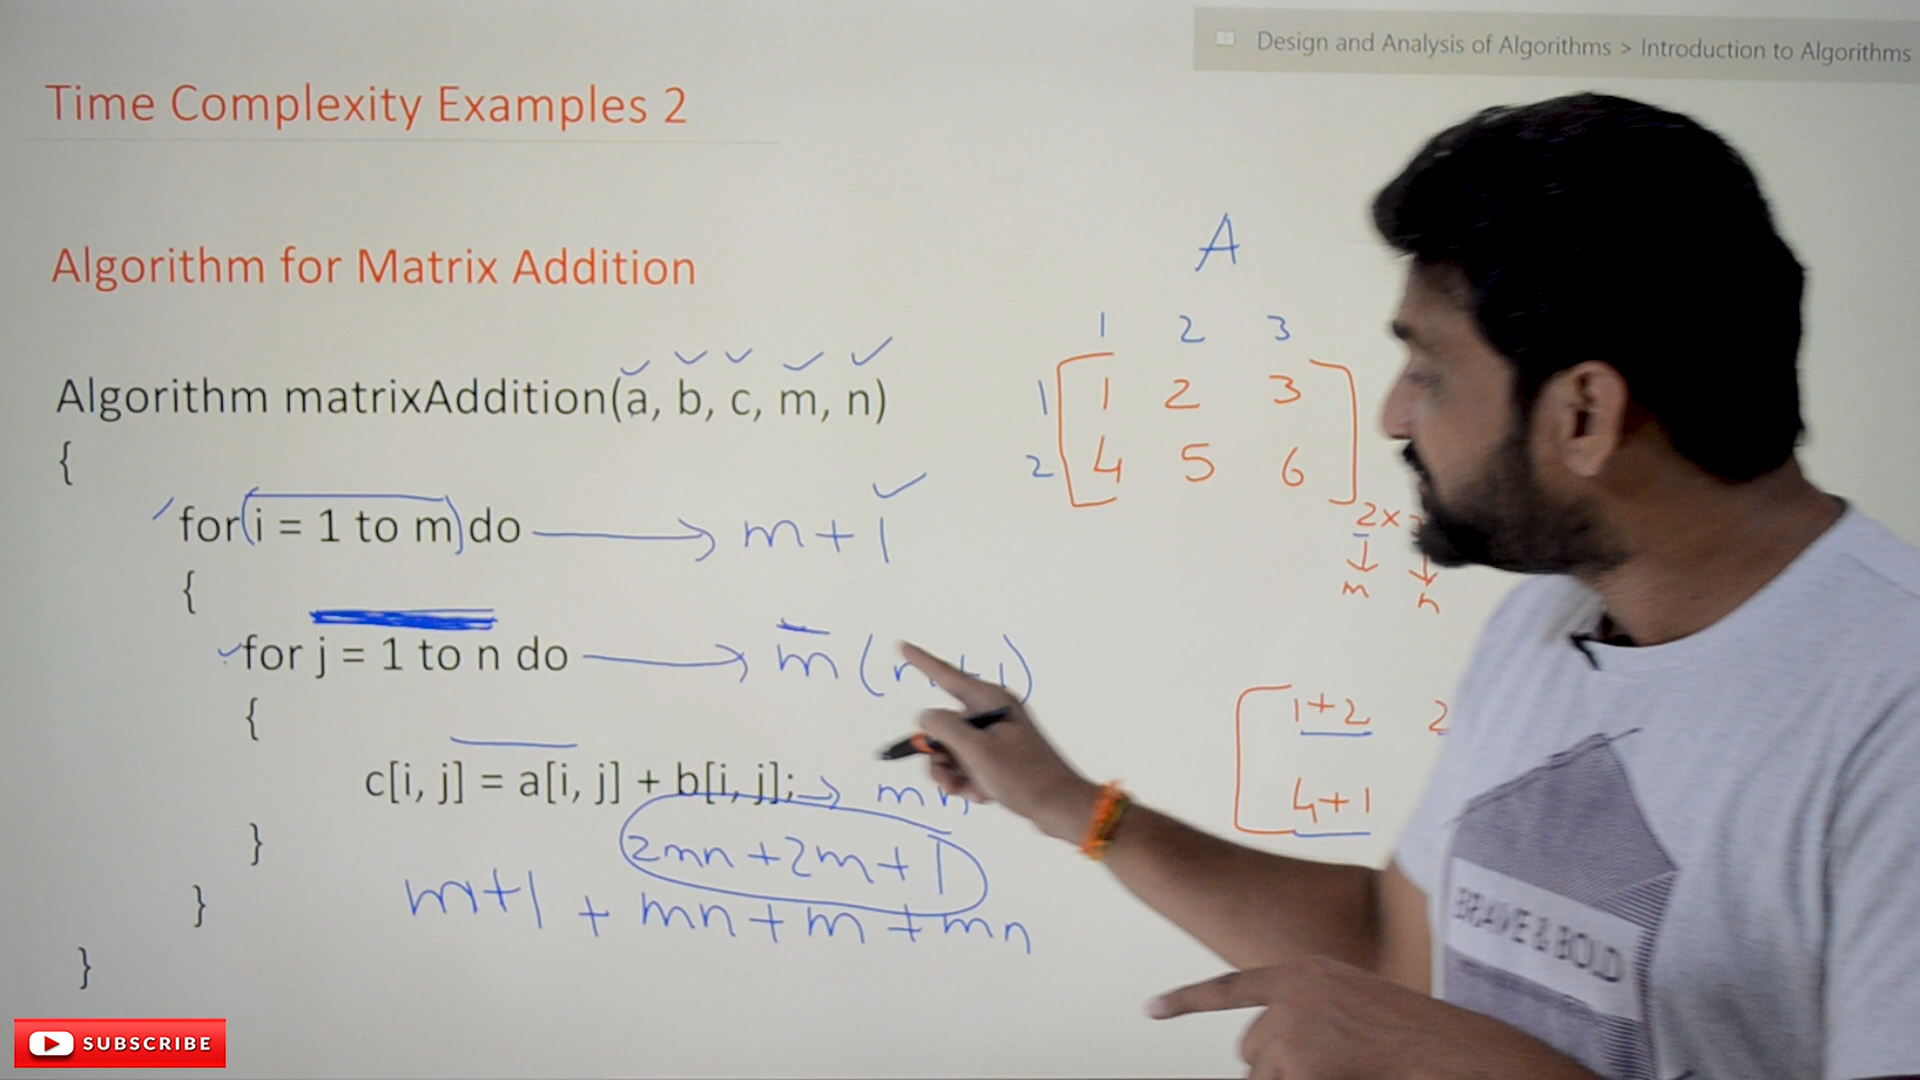 Design and Analysis of Algorithms > Introduction to Algorithms
Time Complexity Examples 2
Algorithm for Matrix Addition
Algorithm matrixAddition(a, b, c, m, n)
{
for(i = 1 to m) do → m+1
{
for j = 1 to n do → m (n+1)
{
c[i, j] = a[i, j] + b[i, j]; → mn
}
2mn +2m+1
m+1 + mn+m+mn
}
}
A
1 2 3
1 1 2 3
2 4 5 6
2×
m n
1+2 2
4+1
BRAVE & BOLD
SUBSCRIBE